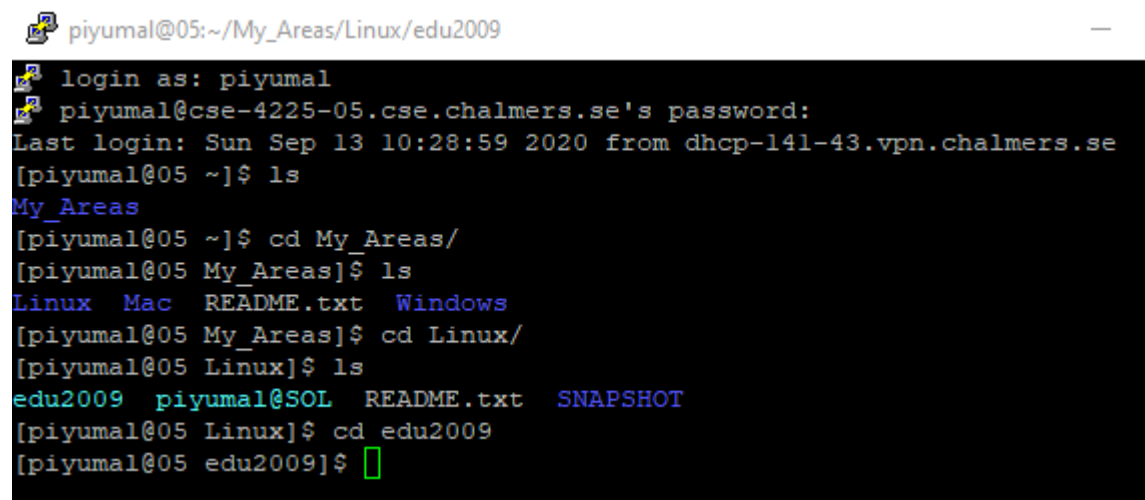 piyumal@05:~/My_Areas/Linux/edu2009
login as: piyumal
piyumal@cse-4225-05.cse.chalmers.se's password:
Last login: Sun Sep 13 10:28:59 2020 from dhcp-141-43.vpn.chalmers.se
[piyumal@05 ~]$ ls
My_Areas
[piyumal@05 ~]$ cd My_Areas/
[piyumal@05 My_Areas]$ ls
Linux  Mac  README.txt  Windows
[piyumal@05 My_Areas]$ cd Linux/
[piyumal@05 Linux]$ ls
edu2009  piyumal@SOL  README.txt  SNAPSHOT
[piyumal@05 Linux]$ cd edu2009
[piyumal@05 edu2009]$